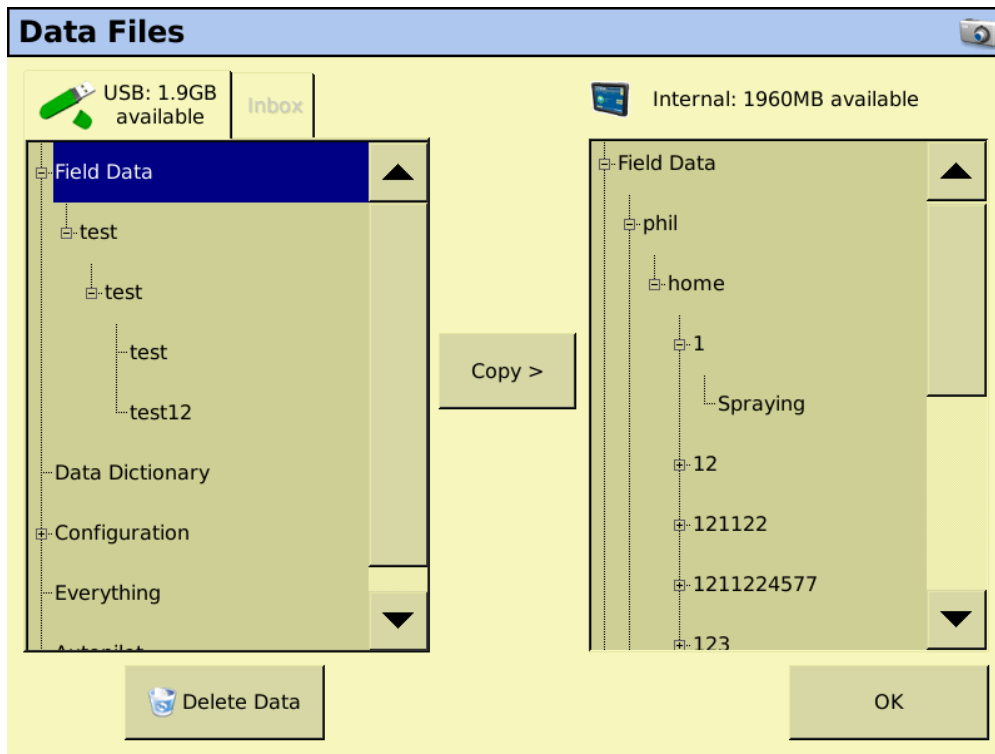 Data Files
USB: 1.9GB
available
Inbox
Internal: 1960MB available
Field Data
test
test
test
test12
Data Dictionary
Configuration
Everything
Autopilot
Copy >
Field Data
phil
home
1
Spraying
12
121122
1211224577
123
Delete Data
OK